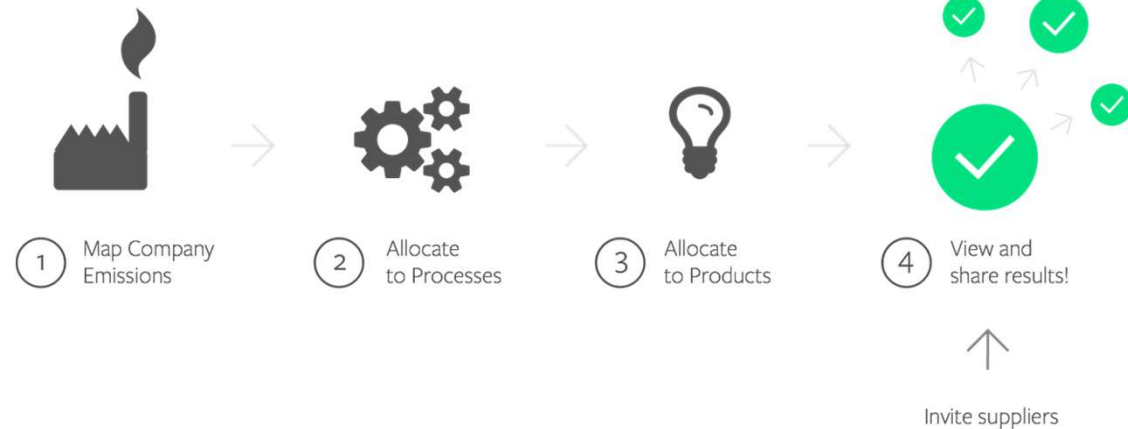 1
Map Company
Emissions
2
Allocate
to Processes
3
Allocate
to Products
4
View and
share results!
Invite suppliers